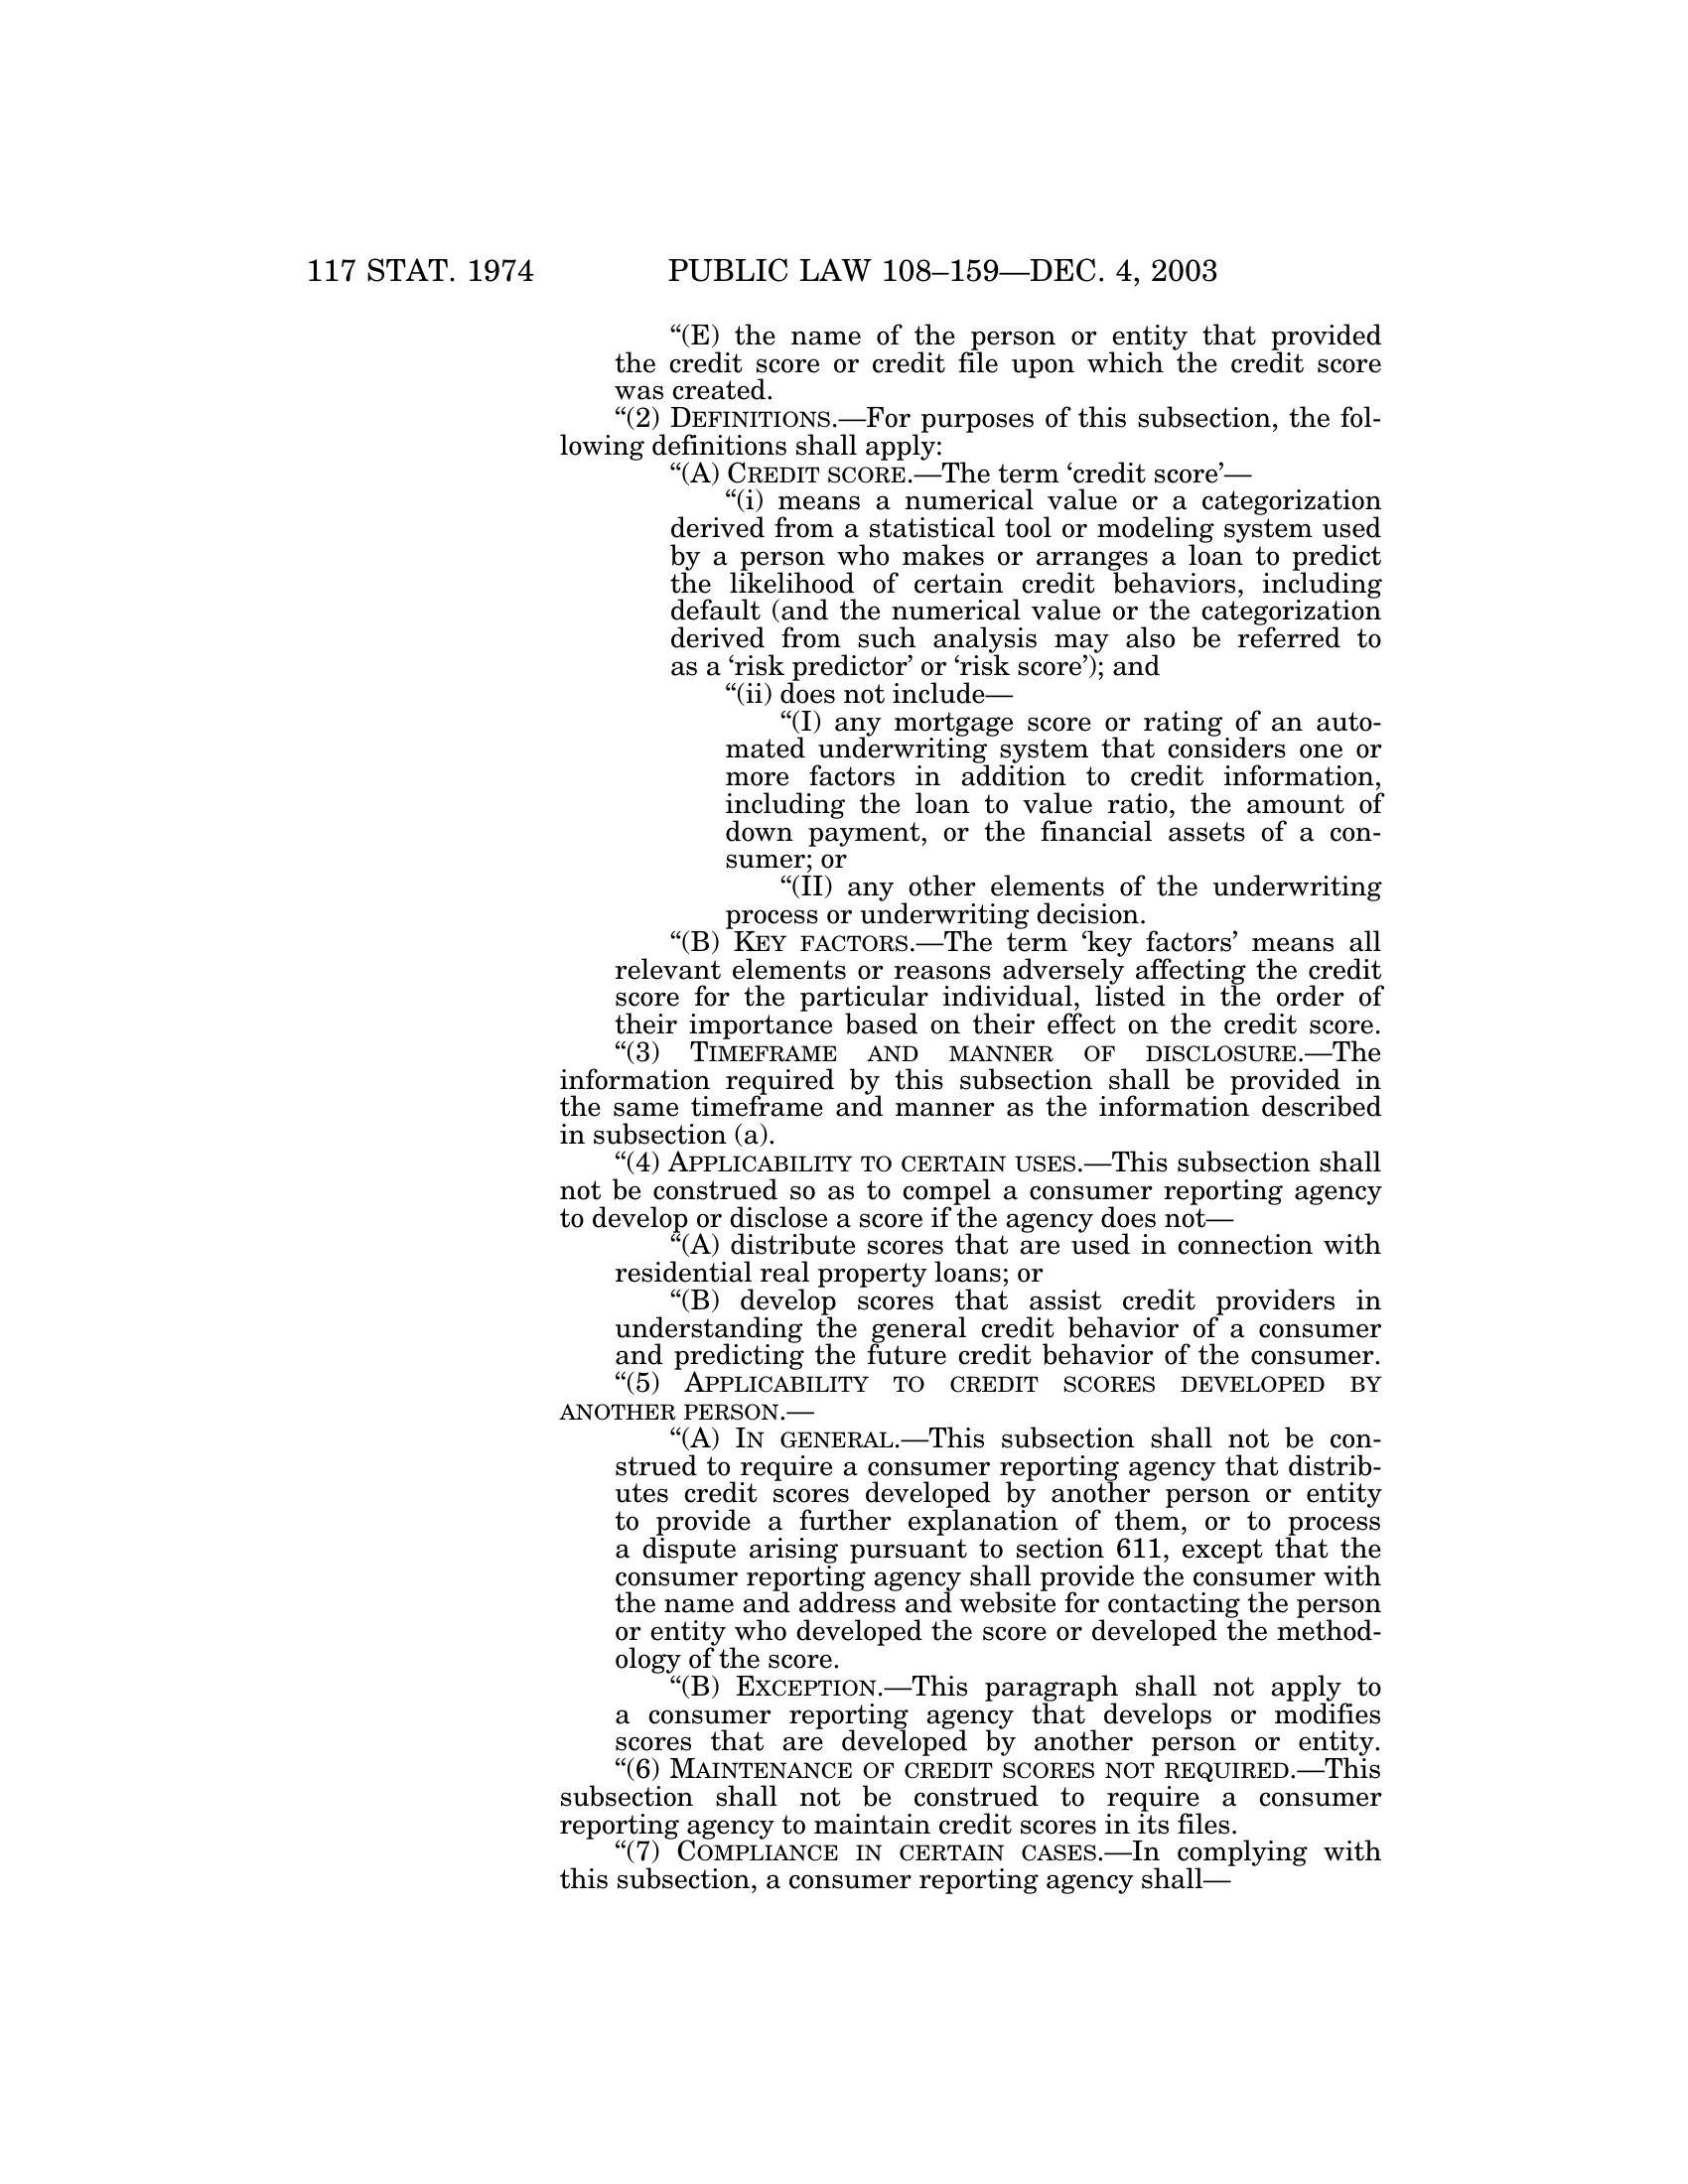 117 STAT. 1974 PUBLIC LAW 108–159—DEC. 4, 2003
“(E) the name of the person or entity that provided
the credit score or credit file upon which the credit score
was created.
“(2) DEFINITIONS.—For purposes of this subsection, the fol-
lowing definitions shall apply:
“(A) CREDIT SCORE.—The term ‘credit score’—
“(i) means a numerical value or a categorization
derived from a statistical tool or modeling system used
by a person who makes or arranges a loan to predict
the likelihood of certain credit behaviors, including
default (and the numerical value or the categorization
derived from such analysis may also be referred to
as a ‘risk predictor’ or ‘risk score’); and
“(ii) does not include—
“(I) any mortgage score or rating of an auto-
mated underwriting system that considers one or
more factors in addition to credit information,
including the loan to value ratio, the amount of
down payment, or the financial assets of a con-
sumer; or
“(II) any other elements of the underwriting
process or underwriting decision.
“(B) KEY FACTORS.—The term ‘key factors’ means all
relevant elements or reasons adversely affecting the credit
score for the particular individual, listed in the order of
their importance based on their effect on the credit score.
“(3) TIMEFRAME AND MANNER OF DISCLOSURE.—The
information required by this subsection shall be provided in
the same timeframe and manner as the information described
in subsection (a).
“(4) APPLICABILITY TO CERTAIN USES.—This subsection shall
not be construed so as to compel a consumer reporting agency
to develop or disclose a score if the agency does not—
“(A) distribute scores that are used in connection with
residential real property loans; or
“(B) develop scores that assist credit providers in
understanding the general credit behavior of a consumer
and predicting the future credit behavior of the consumer.
“(5) APPLICABILITY TO CREDIT SCORES DEVELOPED BY
ANOTHER PERSON.—
“(A) IN GENERAL.—This subsection shall not be con-
strued to require a consumer reporting agency that distrib-
utes credit scores developed by another person or entity
to provide a further explanation of them, or to process
a dispute arising pursuant to section 611, except that the
consumer reporting agency shall provide the consumer with
the name and address and website for contacting the person
or entity who developed the score or developed the method-
ology of the score.
“(B) EXCEPTION.—This paragraph shall not apply to
a consumer reporting agency that develops or modifies
scores that are developed by another person or entity.
“(6) MAINTENANCE OF CREDIT SCORES NOT REQUIRED.—This
subsection shall not be construed to require a consumer
reporting agency to maintain credit scores in its files.
“(7) COMPLIANCE IN CERTAIN CASES.—In complying with
this subsection, a consumer reporting agency shall—